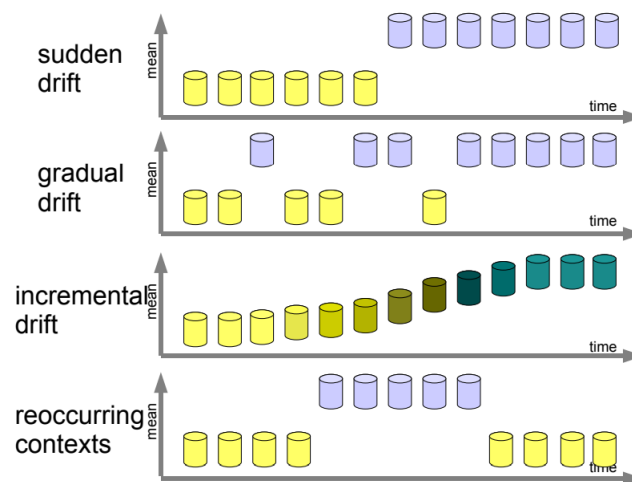 sudden
drift
mean
time
gradual
drift
mean
time
incremental
drift
mean
time
reoccurring
contexts
mean
time